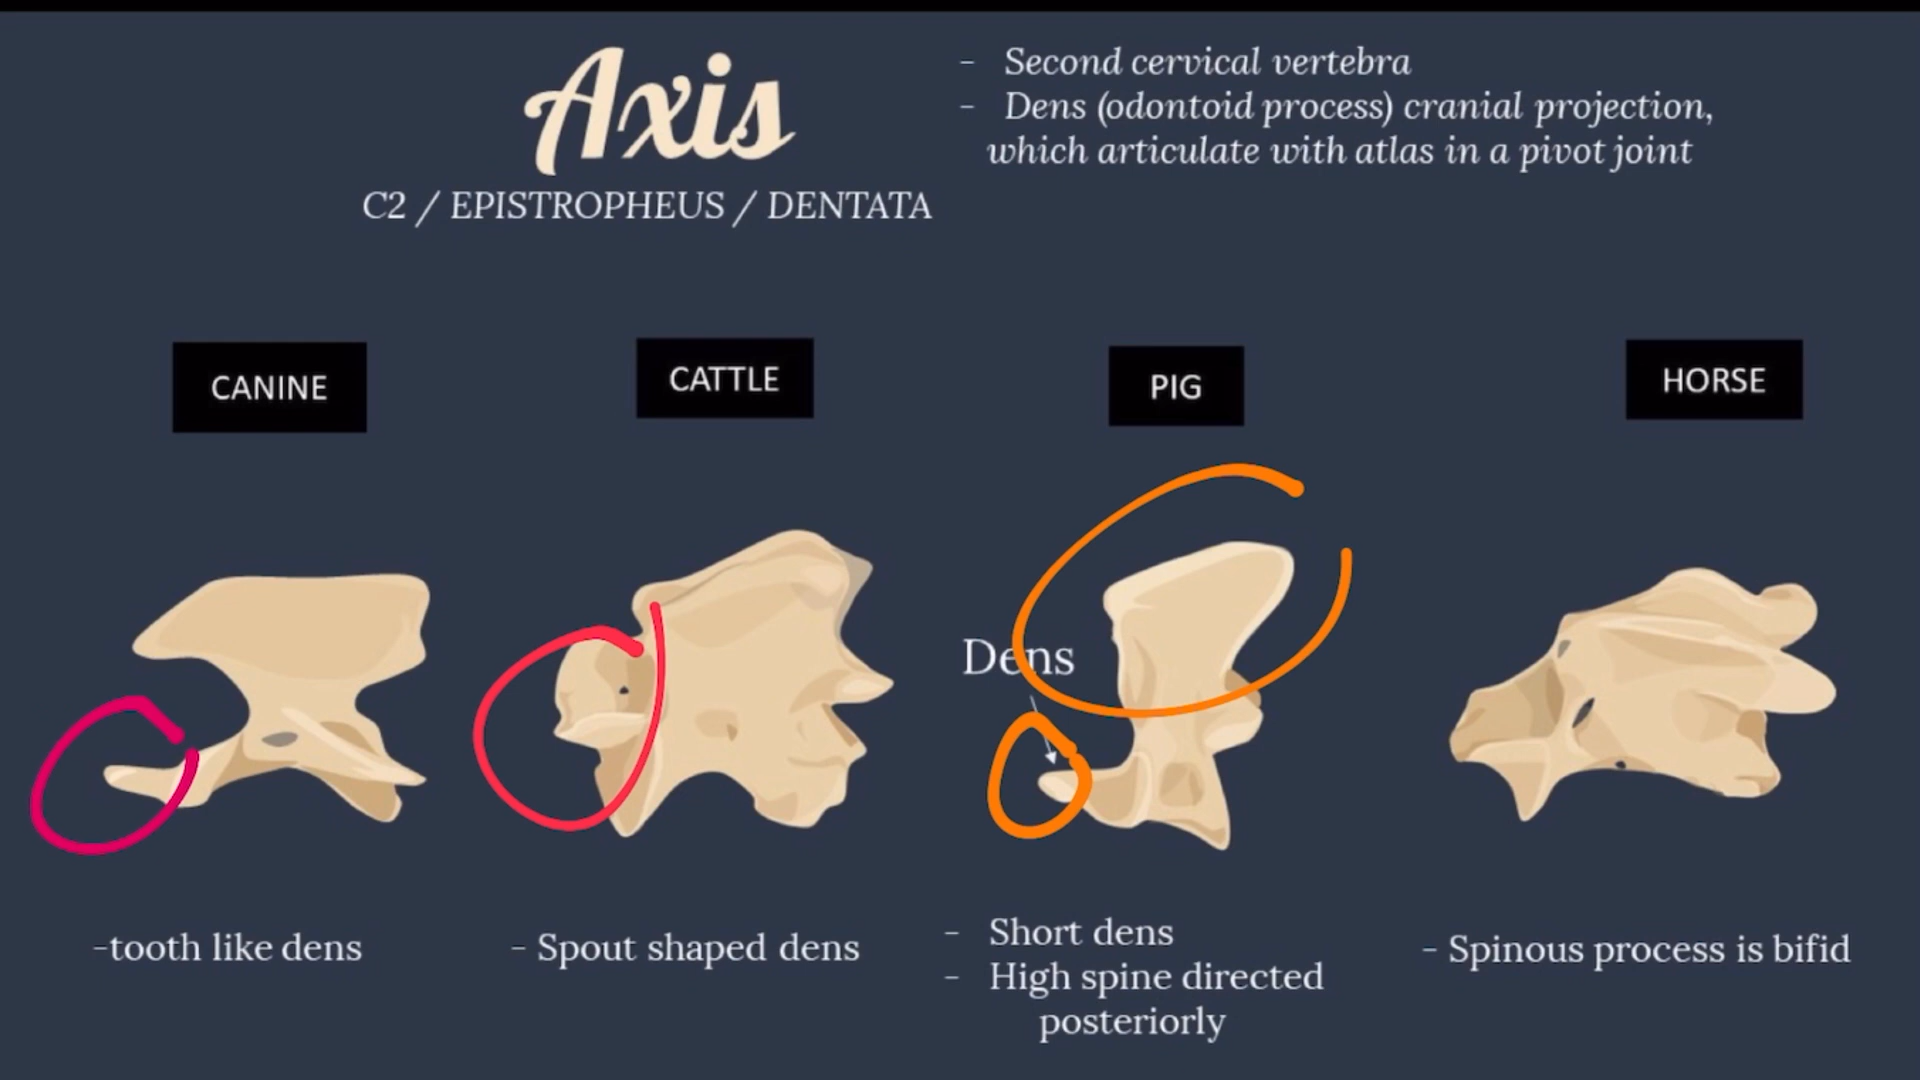 Axis
C2 / EPISTROPHEUS / DENTATA
- Second cervical vertebra
- Dens (odontoid process) cranial projection,
which articulate with atlas in a pivot joint
CANINE
CATTLE
PIG
HORSE
Dens
-tooth like dens
- Spout shaped dens
- Short dens
- High spine directed
posteriorly
- Spinous process is bifid